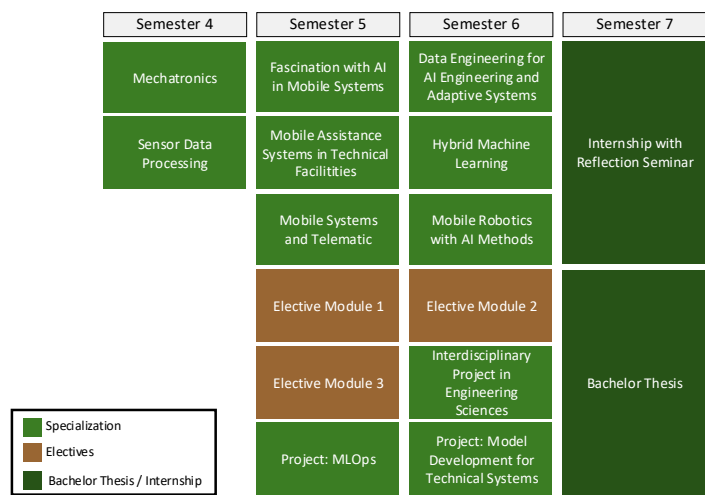 Semester 4
Semester 5
Semester 6
Semester 7
Mechatronics
Fascination with AI
in Mobile Systems
Data Engineering for
AI Engineering and
Adaptive Systems
Internship with
Reflection Seminar
Sensor Data
Processing
Mobile Assistance
Systems in Technical
Facilitities
Hybrid Machine
Learning
Mobile Systems
and Telematic
Mobile Robotics
with AI Methods
Elective Module 1
Elective Module 2
Bachelor Thesis
Elective Module 3
Interdisciplinary
Project in
Engineering
Sciences
Project: MLOps
Project: Model
Development for
Technical Systems
Specialization
Electives
Bachelor Thesis / Internship